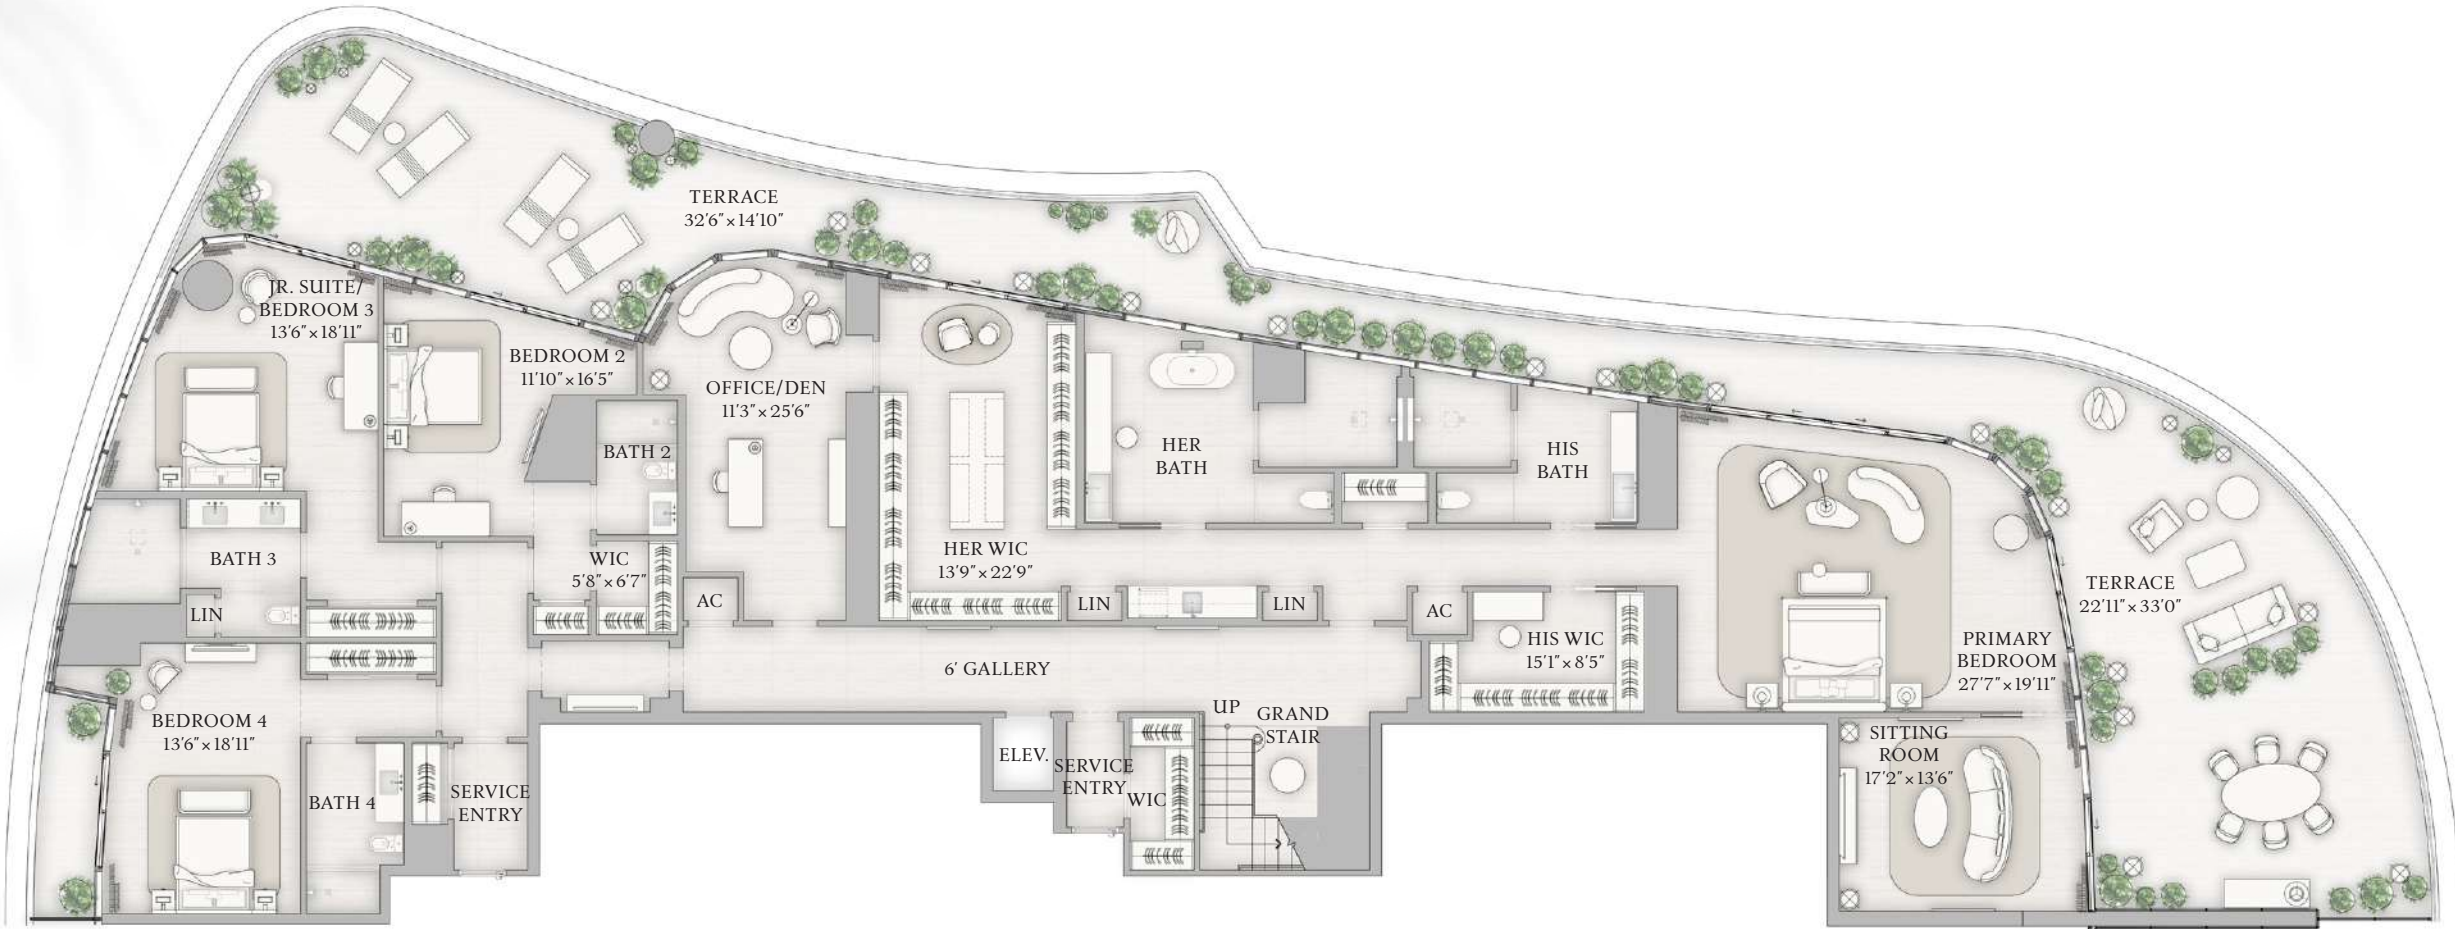 TERRACE
32'6"×14'10"
JR. SUITE/
BEDROOM 3
13'6"×18'11"
BEDROOM 2
11'10"×16'5"
OFFICE/DEN
11'3"×25'6"
BATH 2
HER
BATH
HIS
BATH
BATH 3
WIC
5'8"×6'7"
HER WIC
13'9"×22'9"
TERRACE
22'11"×33'0"
LIN
AC
LIN
LIN
AC
HIS WIC
15'1"×8'5"
PRIMARY
BEDROOM
27'7"×19'11"
6' GALLERY
BEDROOM 4
13'6"×18'11"
UP
GRAND
STAIR
SITTING
ROOM
17'2"×13'6"
ELEV.
SERVICE
ENTRY
WIC
BATH 4
SERVICE
ENTRY